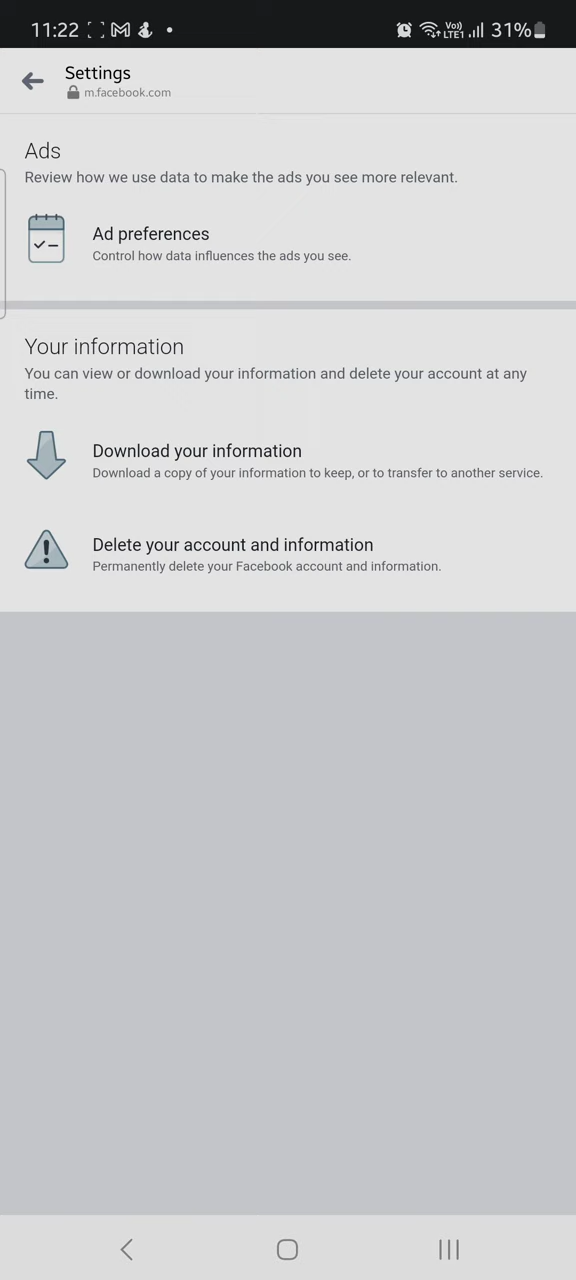 11:22
Vo))
LTE1
31%
Settings
m.facebook.com
Ads
Review how we use data to make the ads you see more relevant.
Ad preferences
Control how data influences the ads you see.
Your information
You can view or download your information and delete your account at any
time.
Download your information
Download a copy of your information to keep, or to transfer to another service.
Delete your account and information
Permanently delete your Facebook account and information.